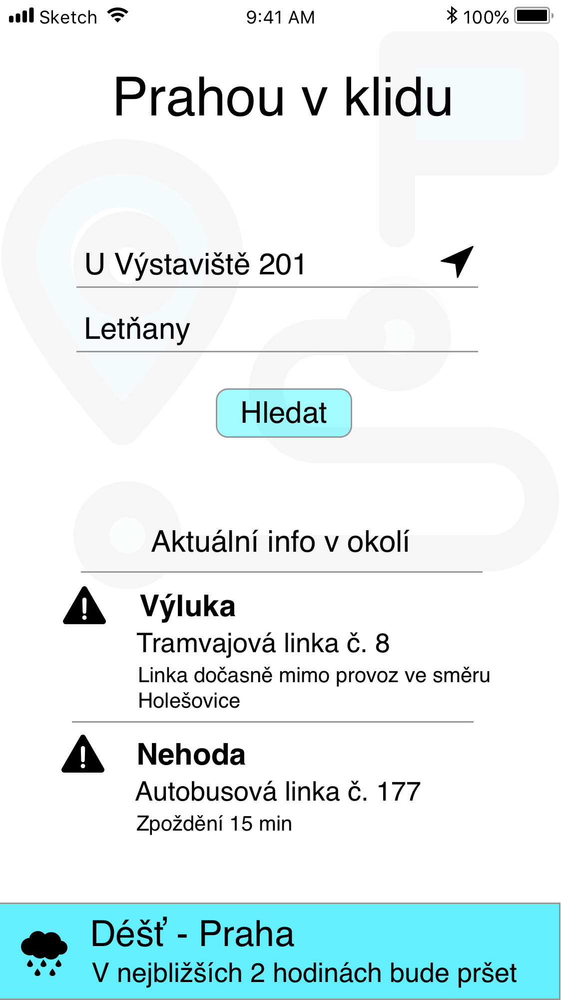 Sketch 9:41 AM 100%
Prahou v klidu
U Výstaviště 201
Letňany
Hledat
Aktuální info v okolí
Výluka
Tramvajová linka č. 8
Linka dočasně mimo provoz ve směru
Holešovice
Nehoda
Autobusová linka č. 177
Zpoždění 15 min
Déšť - Praha
V nejbližších 2 hodinách bude pršet